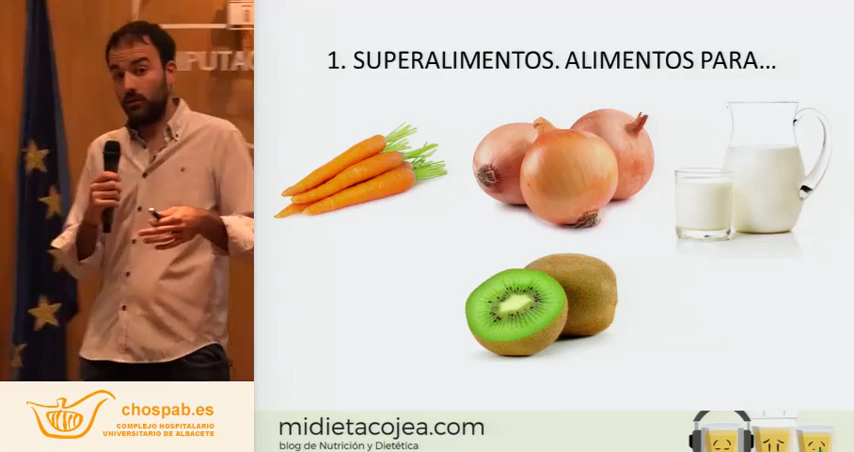 1. SUPERALIMENTOS. ALIMENTOS PARA...
chospab.es
COMPLEJO HOSPITALARIO
UNIVERSITARIO DE ALBACETE
midietacojea.com
blog de Nutrición y Dietética